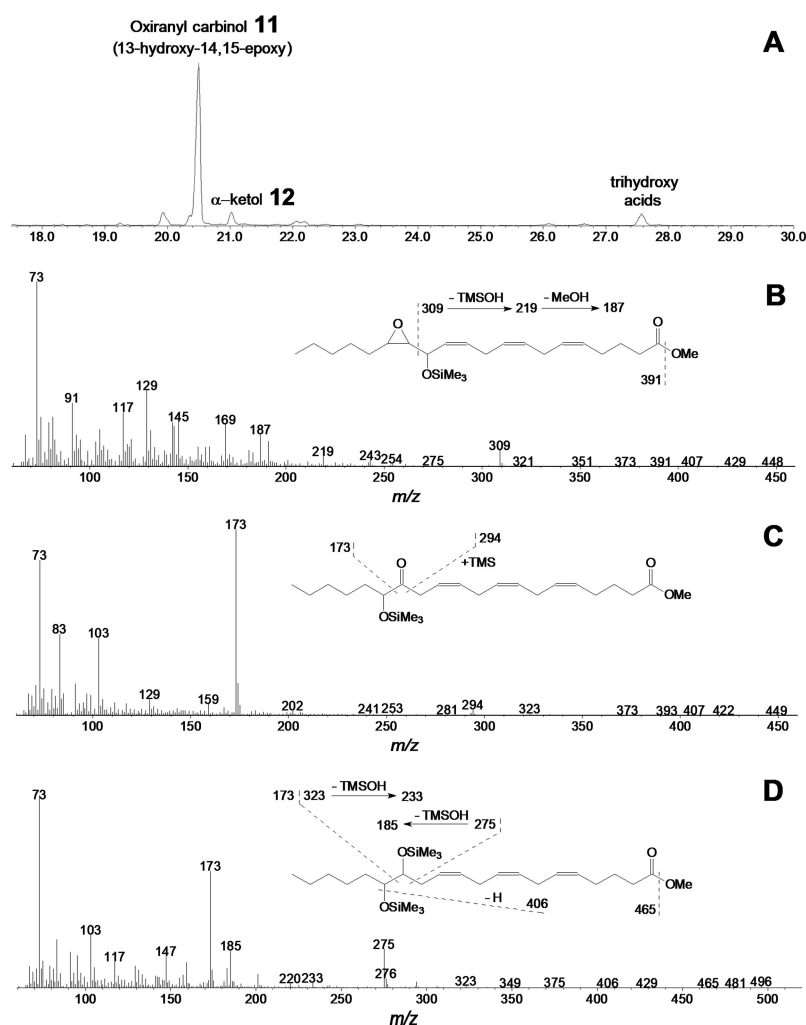 Oxiranyl carbinol 11
(13-hydroxy-14,15-epoxy)
A
α–ketol 12
trihydroxy
acids
18.0 19.0 20.0 21.0 22.0 23.0 24.0 25.0 26.0 27.0 28.0 29.0 30.0
B
73
309 – TMSOH 219 – MeOH 187
O
O
OMe
OSiMe3
391
91
117
129
145
169
187
219
243
254
275
309
321
351
373
391
407
429
448
100 150 200 250 300 350 400 450
m/z
C
173
73
173
294
+TMS
O
O
OMe
OSiMe3
83
103
129
159
202
241
253
281
294
323
373
393
407
422
449
100 150 200 250 300 350 400 450
m/z
D
73
173 323 – TMSOH 233
185 – TMSOH 275
OSiMe3
O
OMe
OSiMe3
– H
406
465
173
103
117
147
185
220
233
275
276
323
349
375
406
429
465
481
496
100 150 200 250 300 350 400 450 500
m/z